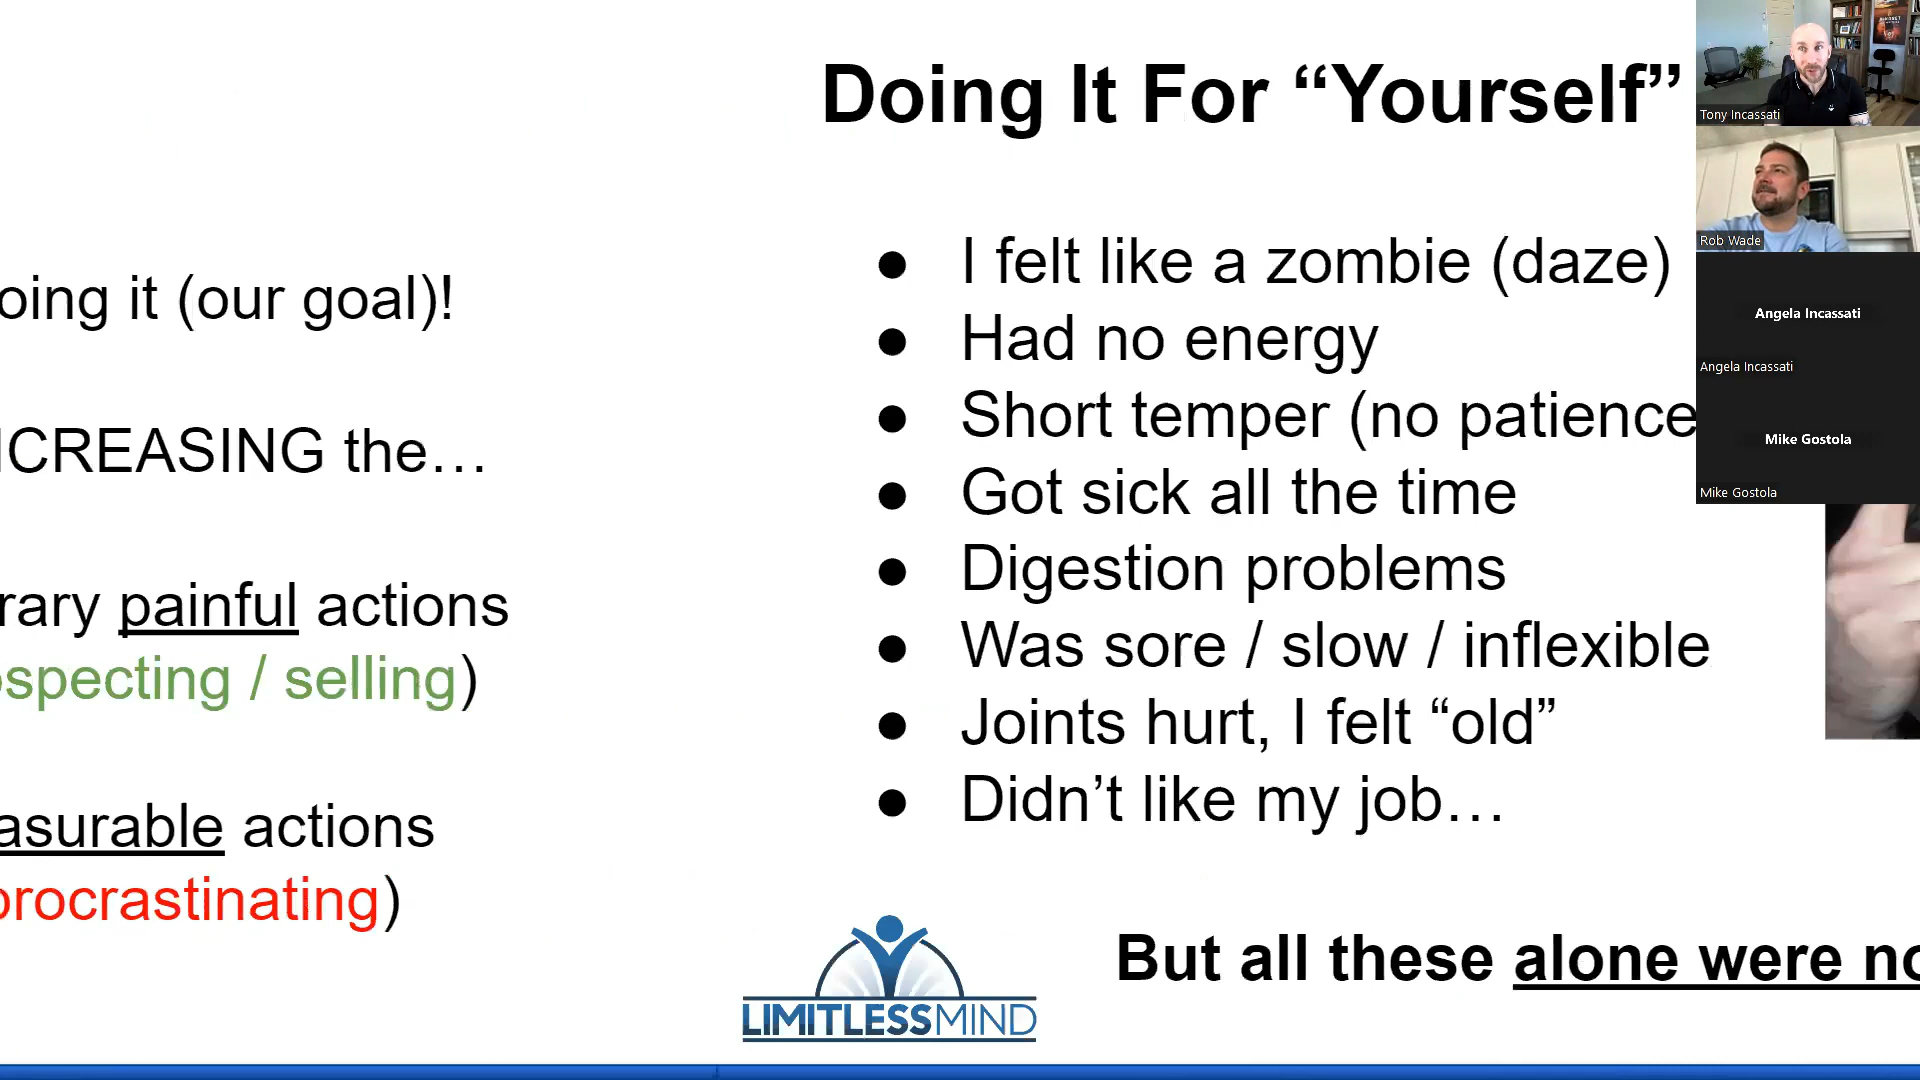 oing it (our goal)!
CREASING the…
rary painful actions
specting / selling)
asurable actions
procrastinating)
Doing It For “Yourself”
● I felt like a zombie (daze)
● Had no energy
● Short temper (no patience
● Got sick all the time
● Digestion problems
● Was sore / slow / inflexible
● Joints hurt, I felt “old”
● Didn’t like my job…
But all these alone were no
LIMITLESSMIND
Tony Incassati
Rob Wade
Angela Incassati
Angela Incassati
Mike Gostola
Mike Gostola